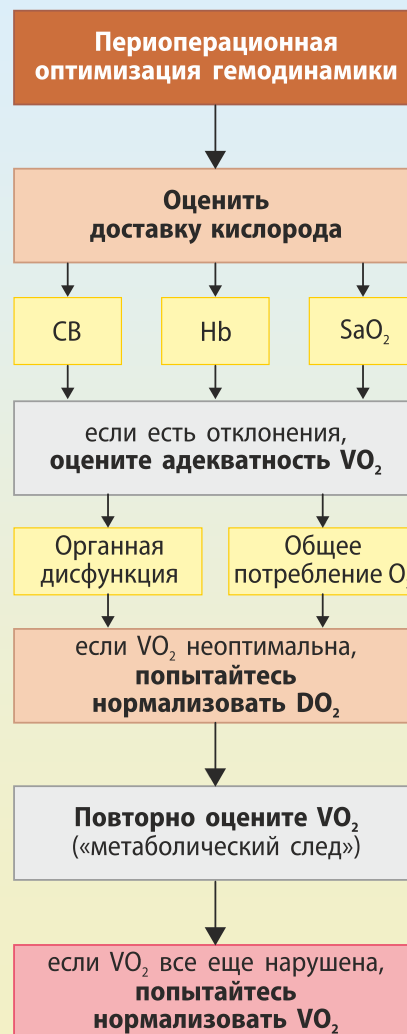 Периоперационная
оптимизация гемодинамики
Оценить
доставку кислорода
СВ
Hb
SaO₂
если есть отклонения,
оцените адекватность VO₂
Органная
дисфункция
Общее
потребление O₂
если VO₂ неоптимальна,
попытайтесь
нормализовать DO₂
Повторно оцените VO₂
(«метаболический след»)
если VO₂ все еще нарушена,
попытайтесь
нормализовать VO₂